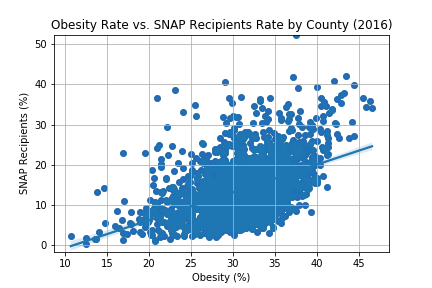 Obesity Rate vs. SNAP Recipients Rate by County (2016)
50
40
30
20
10
0
SNAP Recipients (%)
10 15 20 25 30 35 40 45
Obesity (%)